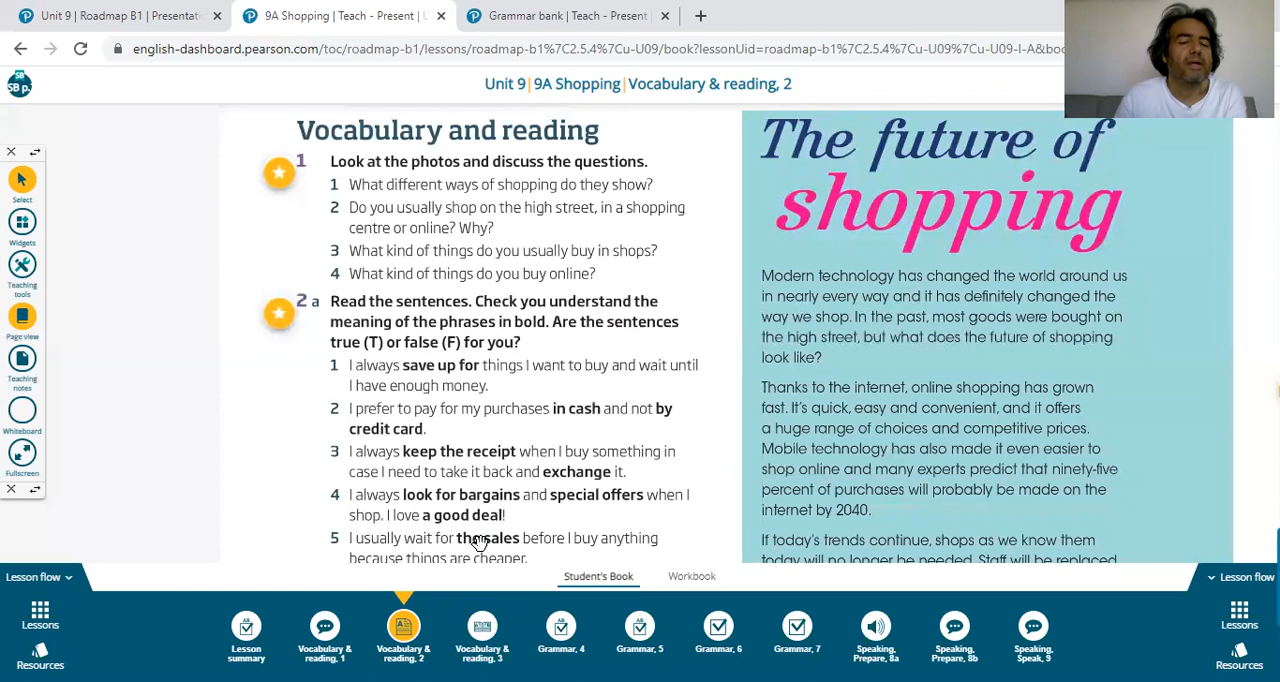 Unit 9 | Roadmap B1 | Presentati
9A Shopping | Teach - Present | U
Grammar bank | Teach - Present
english-dashboard.pearson.com/toc/roadmap-b1/lessons/roadmap-b1%7C2.5.4%7Cu-U09/book?lessonUid=roadmap-b1%7C2.5.4%7Cu-U09%7Cu-U09-I-A&boo
SB
SB p.
Unit 9 | 9A Shopping | Vocabulary & reading, 2
Select
Widgets
Teaching
tools
Page view
Teaching
notes
Whiteboard
Fullscreen
Vocabulary and reading
1 Look at the photos and discuss the questions.
1 What different ways of shopping do they show?
2 Do you usually shop on the high street, in a shopping
centre or online? Why?
3 What kind of things do you usually buy in shops?
4 What kind of things do you buy online?
2 a Read the sentences. Check you understand the
meaning of the phrases in bold. Are the sentences
true (T) or false (F) for you?
1 I always save up for things I want to buy and wait until
I have enough money.
2 I prefer to pay for my purchases in cash and not by
credit card.
3 I always keep the receipt when I buy something in
case I need to take it back and exchange it.
4 I always look for bargains and special offers when I
shop. I love a good deal!
5 I usually wait for the sales before I buy anything
because things are cheaper.
The future of
shopping
Modern technology has changed the world around us
in nearly every way and it has definitely changed the
way we shop. In the past, most goods were bought on
the high street, but what does the future of shopping
look like?
Thanks to the internet, online shopping has grown
fast. It's quick, easy and convenient, and it offers
a huge range of choices and competitive prices.
Mobile technology has also made it even easier to
shop online and many experts predict that ninety-five
percent of purchases will probably be made on the
internet by 2040.
If today's trends continue, shops as we know them
today will no longer be needed. Staff will be replaced
Lesson flow
Student's Book
Workbook
Lesson flow
Lessons
Resources
Lesson
summary
Vocabulary &
reading, 1
Vocabulary &
reading, 2
Vocabulary &
reading, 3
Grammar, 4
Grammar, 5
Grammar, 6
Grammar, 7
Speaking,
Prepare, 8a
Speaking,
Prepare, 8b
Speaking,
Speak, 9
Lessons
Resources